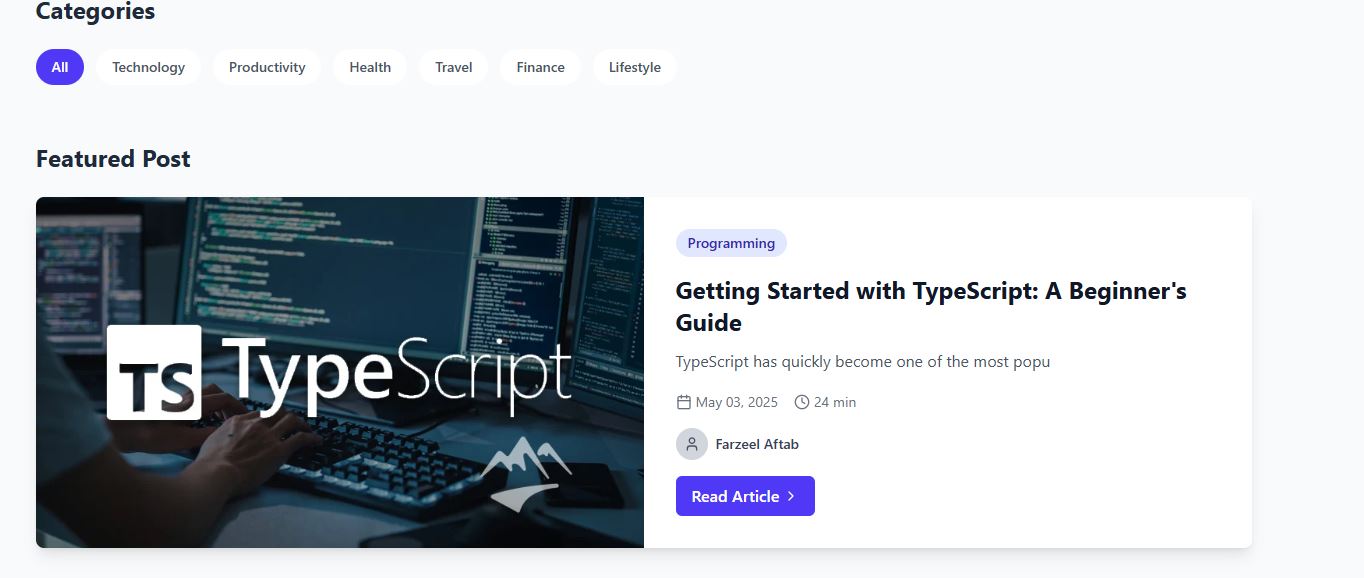 Categories
All Technology Productivity Health Travel Finance Lifestyle
Featured Post
TS TypeScript
Programming
Getting Started with TypeScript: A Beginner's
Guide
TypeScript has quickly become one of the most popu
May 03, 2025 24 min
Farzeel Aftab
Read Article